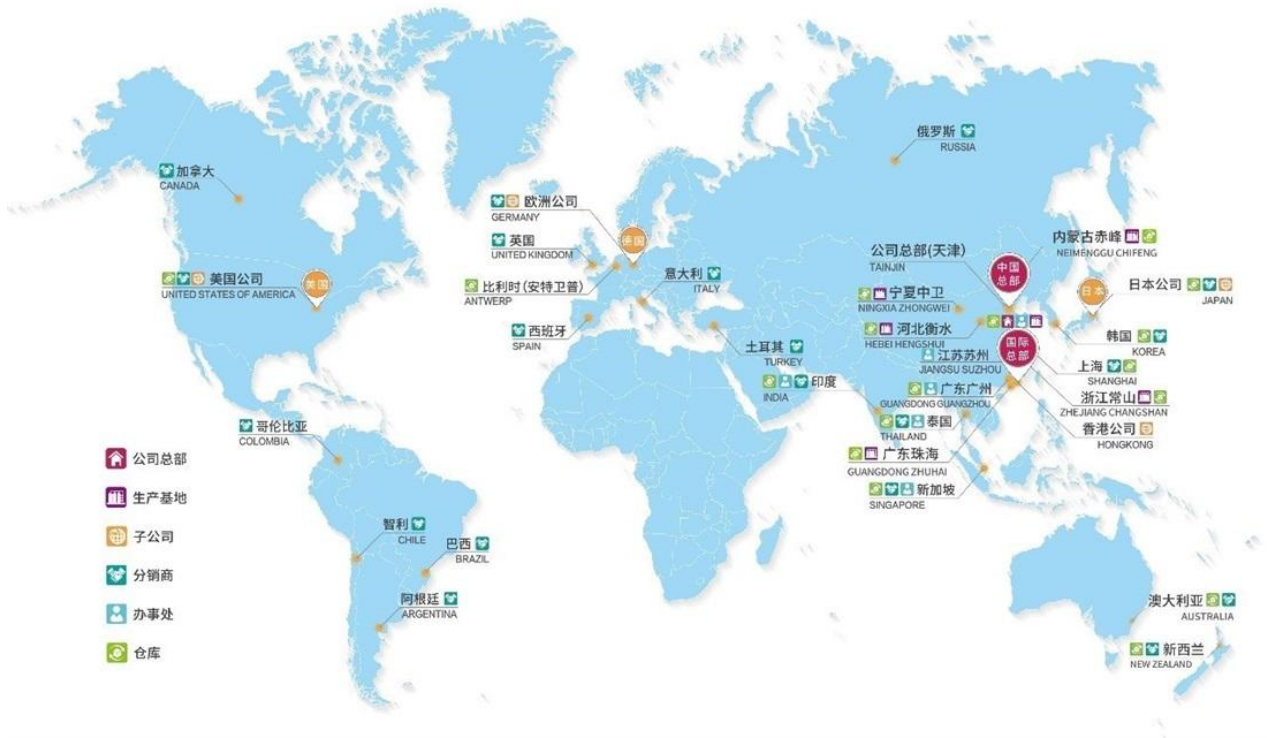 俄罗斯
RUSSIA
加拿大
CANADA
欧洲公司
GERMANY
德国
英国
UNITED KINGDOM
比利时(安特卫普)
ANTWERP
意大利
ITALY
西班牙
SPAIN
土耳其
TURKEY
美国公司
UNITED STATES OF AMERICA
美国
公司总部(天津)
TAINJIN
中国
总部
内蒙古赤峰
NEIMENGGU CHIFENG
宁夏中卫
NINGXIA ZHONGWEI
日本
日本公司
JAPAN
河北衡水
HEBEI HENGSHUI
韩国
KOREA
国际
总部
江苏苏州
JIANGSU SUZHOU
上海
SHANGHAI
印度
INDIA
广东广州
GUANGDONG GUANGZHOU
浙江常山
ZHEJIANG CHANGSHAN
泰国
THAILAND
香港公司
HONGKONG
广东珠海
GUANGDONG ZHUHAI
新加坡
SINGAPORE
哥伦比亚
COLOMBIA
智利
CHILE
巴西
BRAZIL
阿根廷
ARGENTINA
澳大利亚
AUSTRALIA
新西兰
NEW ZEALAND
公司总部
生产基地
子公司
分销商
办事处
仓库